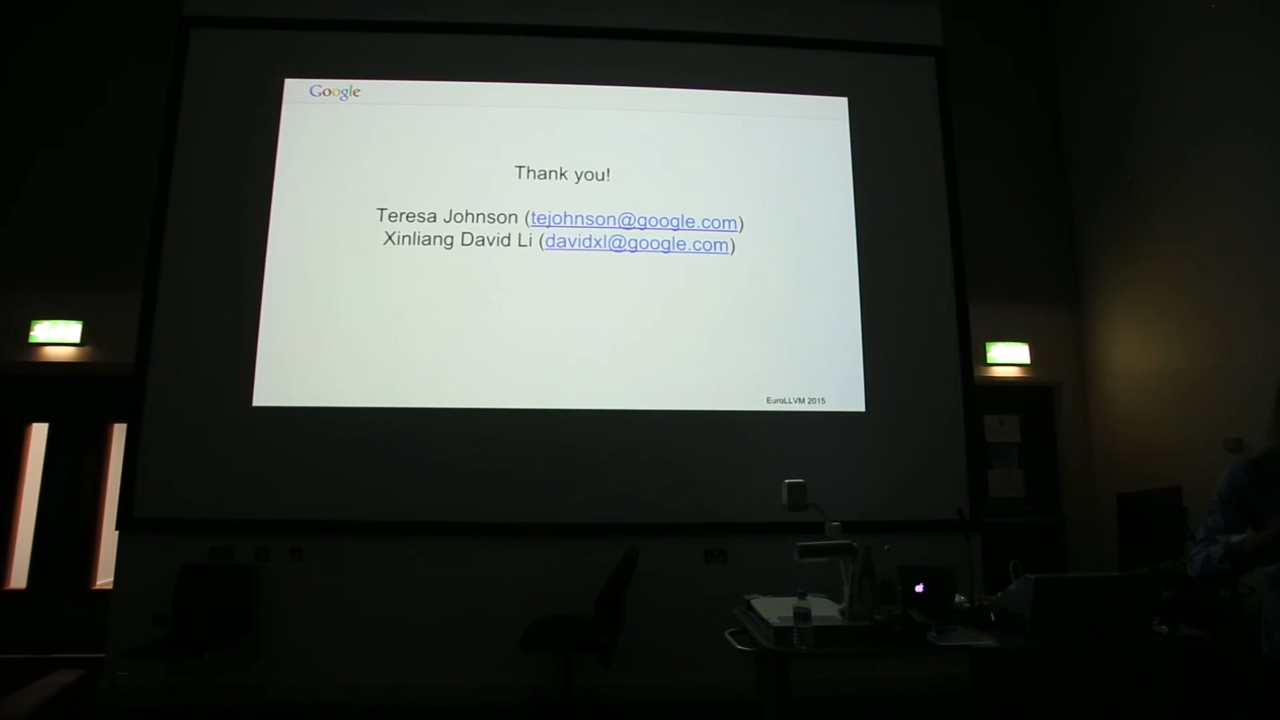 Google
Thank you!
Teresa Johnson (tejohnson@google.com)
Xinliang David Li (davidxl@google.com)
EuroLLVM 2015